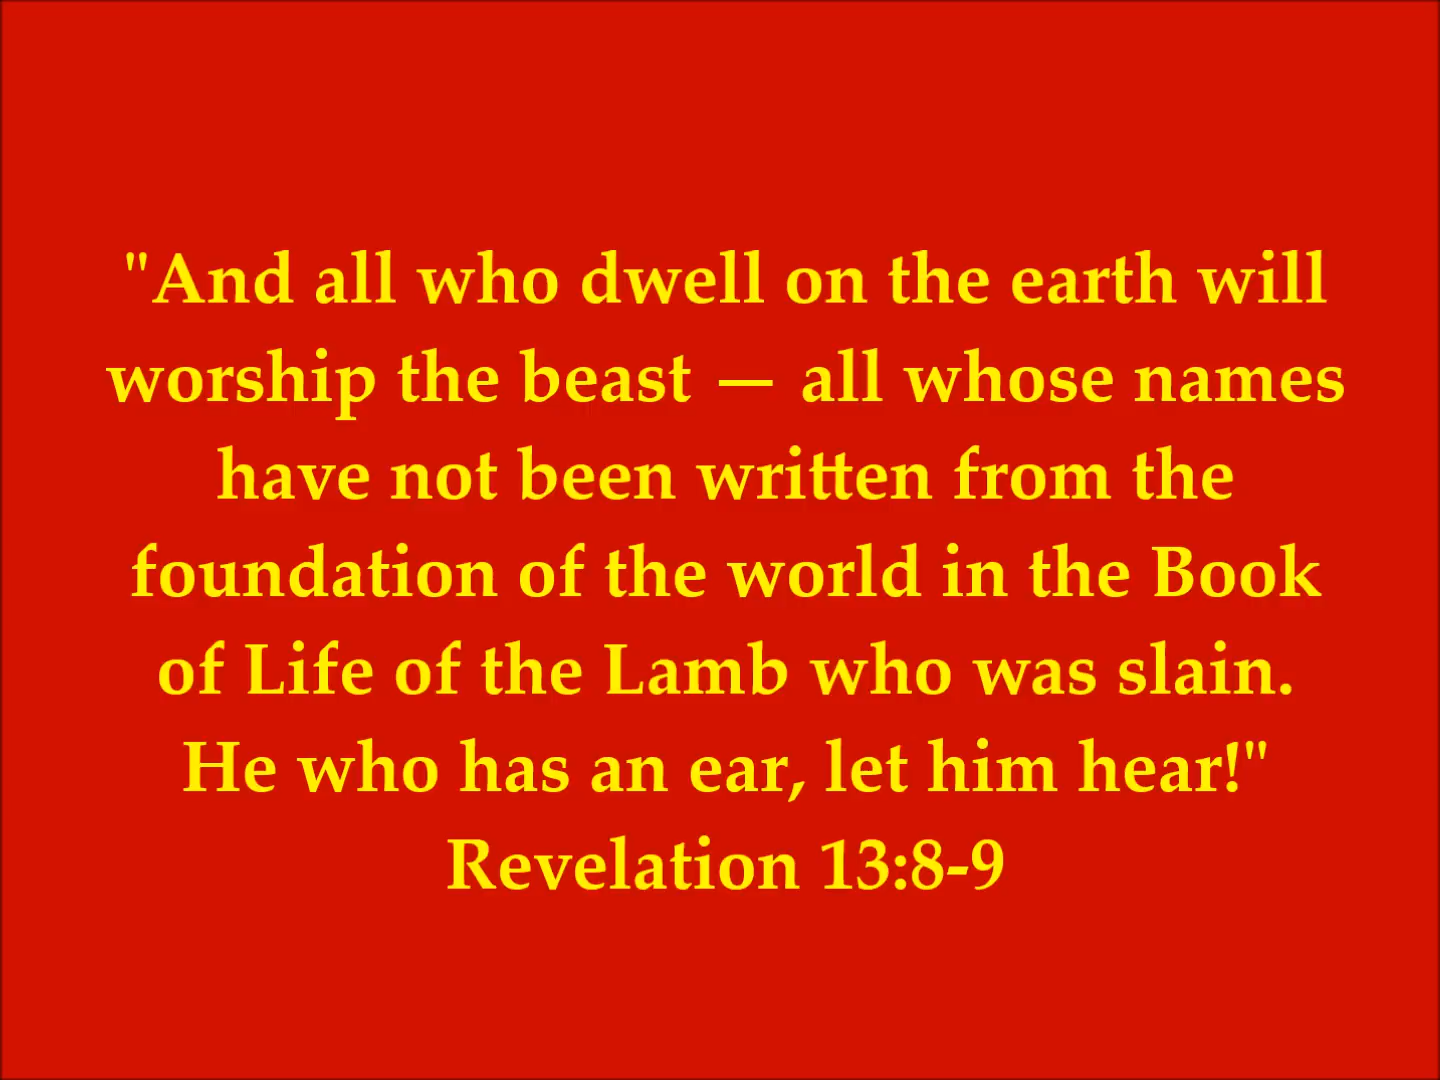 "And all who dwell on the earth will
worship the beast — all whose names
have not been written from the
foundation of the world in the Book
of Life of the Lamb who was slain.
He who has an ear, let him hear!"
Revelation 13:8-9